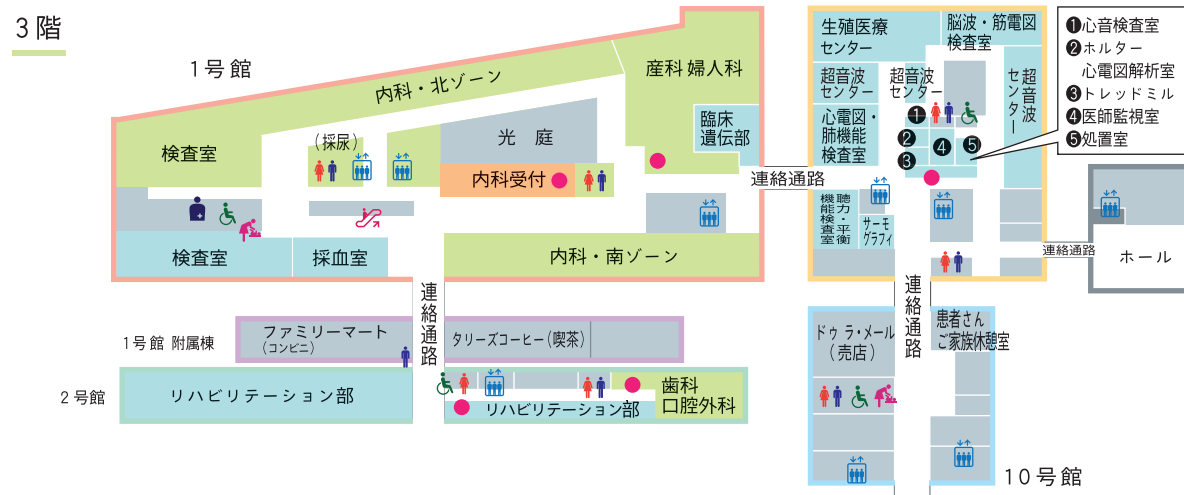 3階
1号館
内科・北ゾーン
産科婦人科
検査室
(採尿)
光庭
臨床
遺伝部
内科受付
検査室
採血室
内科・南ゾーン
連絡通路
連絡通路
生殖医療
センター
脳波・筋電図
検査室
超音波
センター
超音波
センター
超音波
センター
心電図・
肺機能
検査室
❶
❷
❸
❹
❺
聴力・平衡
機能検査室
サーモ
グラフィ
❶心音検査室
❷ホルター
心電図解析室
❸トレッドミル
❹医師監視室
❺処置室
連絡通路
ホール
連絡通路
1号館 附属棟
ファミリーマート
(コンビニ)
タリーズコーヒー(喫茶)
2号館
リハビリテーション部
リハビリテーション部
歯科
口腔外科
ドゥ ラ・メール
(売店)
患者さん
ご家族休憩室
10号館